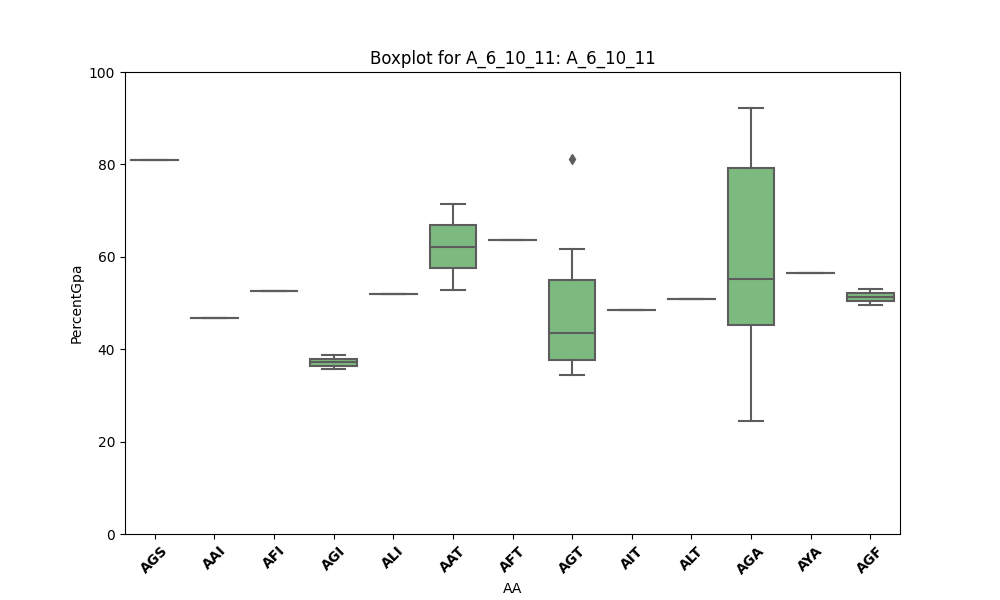 Boxplot for A_6_10_11: A_6_10_11
100
80
60
40
20
0
PercentGpa
AGS AAI AFI AGI ALI AAT AFT AGT AIT ALT AGA AYA AGF
AA